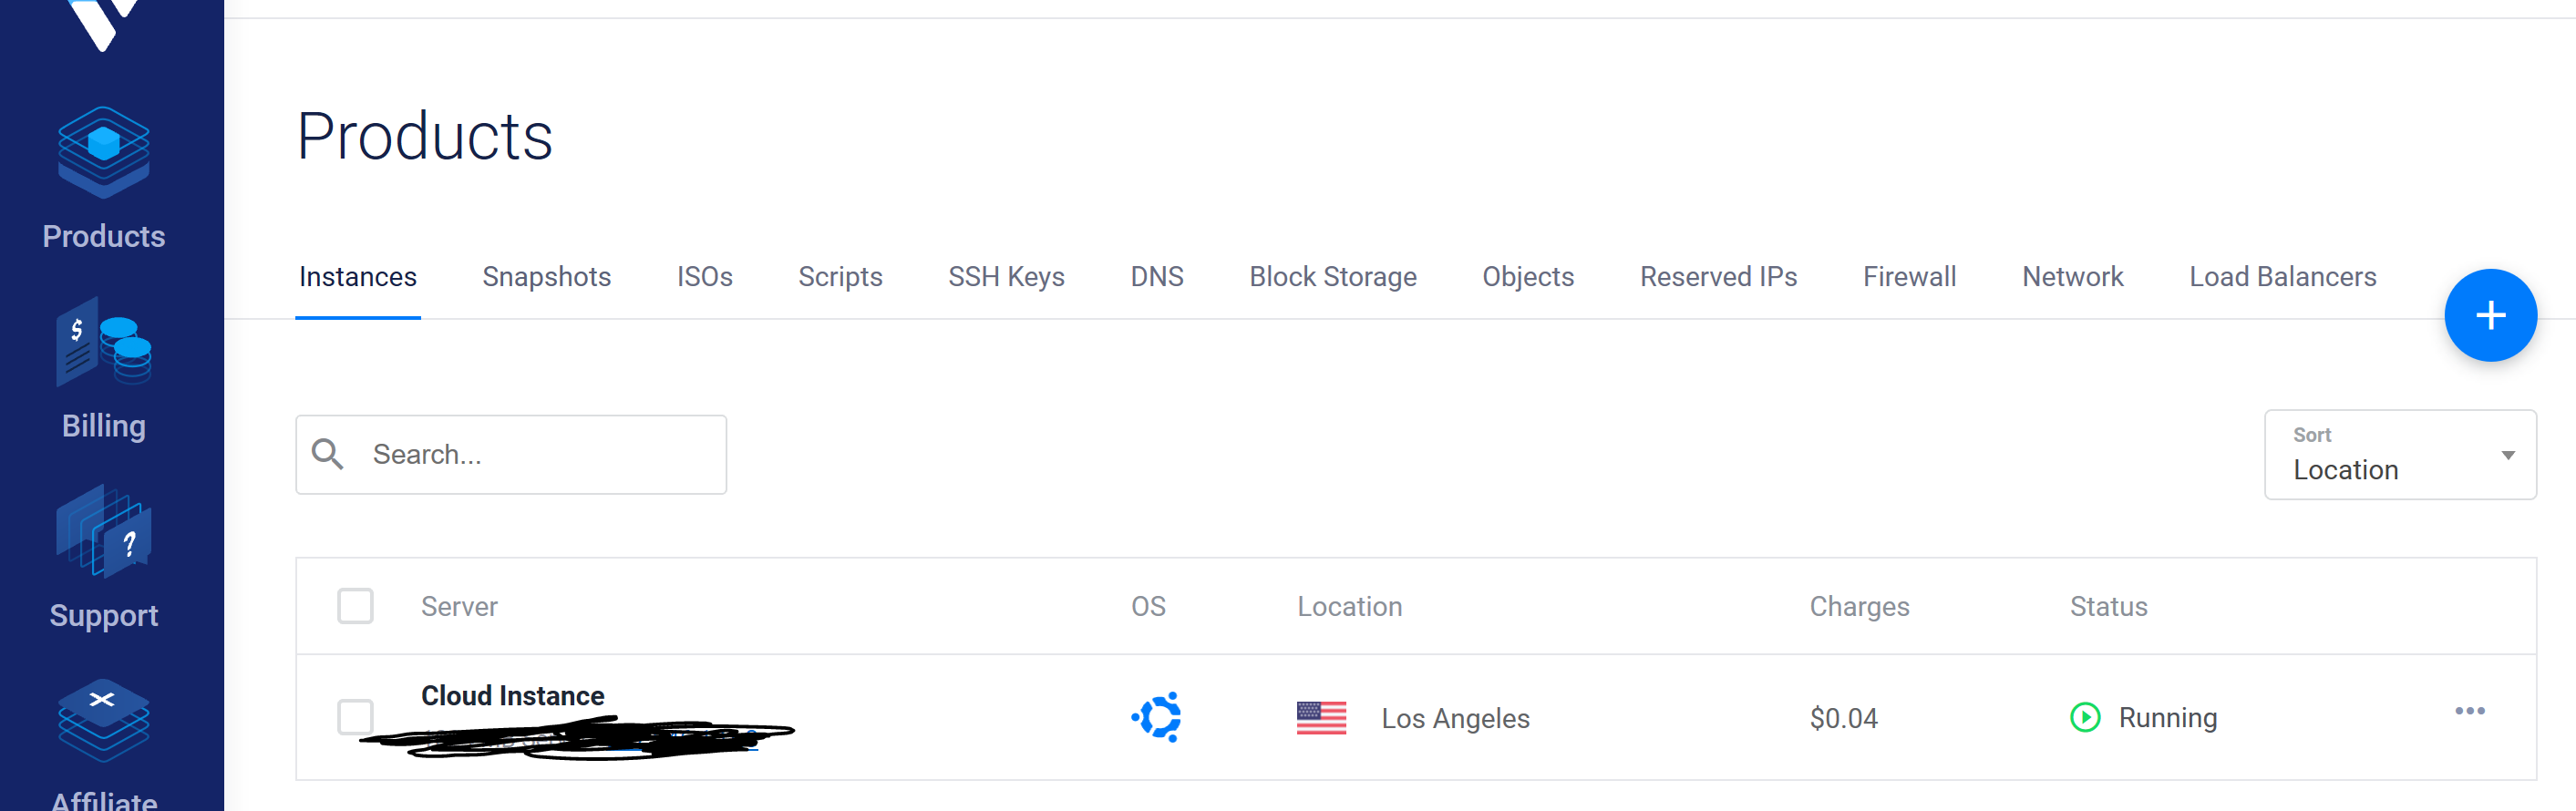 Products
Billing
Support
Affiliate
Products
Instances Snapshots ISOs Scripts SSH Keys DNS Block Storage Objects Reserved IPs Firewall Network Load Balancers
Search...
Sort
Location
Server OS Location Charges Status
Cloud Instance
Los Angeles $0.04 Running